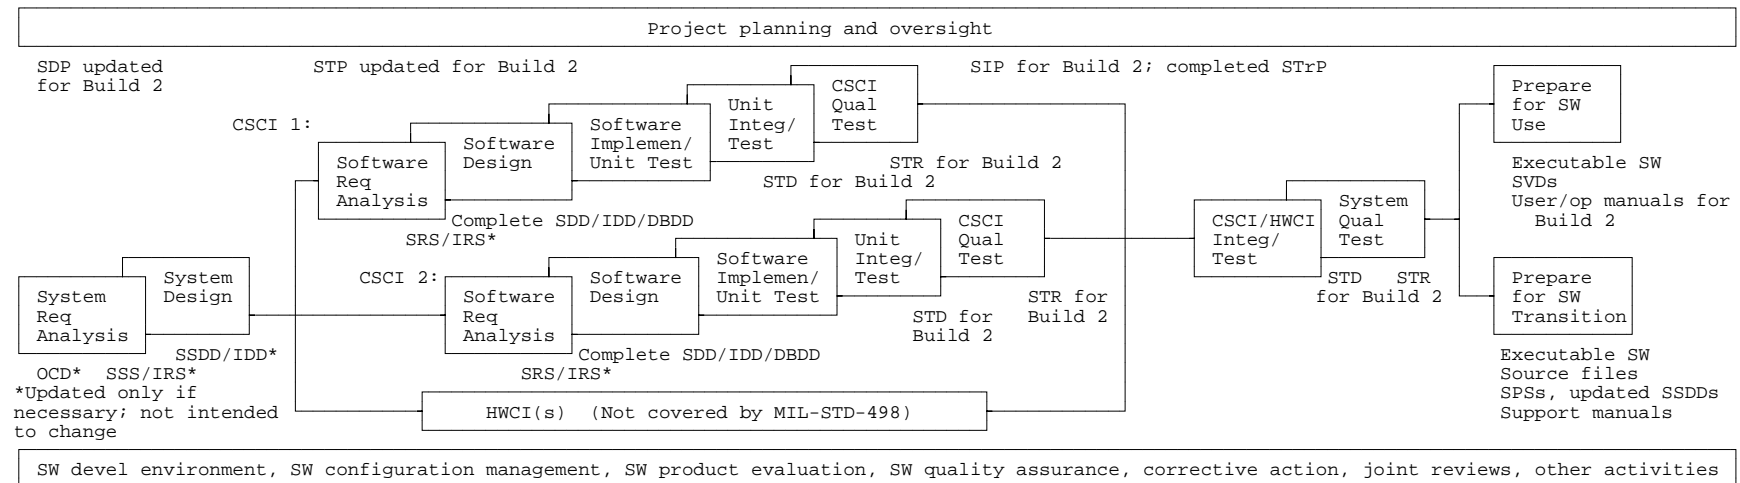 Project planning and oversight
SDP updated
for Build 2
STP updated for Build 2
SIP for Build 2; completed STrP
CSCI 1:
Software
Req
Analysis
Software
Design
Software
Implemen/
Unit Test
Unit
Integ/
Test
CSCI
Qual
Test
STR for Build 2
STD for Build 2
Complete SDD/IDD/DBDD
SRS/IRS*
System
Req
Analysis
System
Design
SSDD/IDD*
OCD* SSS/IRS*
*Updated only if
necessary; not intended
to change
CSCI 2:
Software
Req
Analysis
Software
Design
Software
Implemen/
Unit Test
Unit
Integ/
Test
CSCI
Qual
Test
STR for
Build 2
STD for
Build 2
Complete SDD/IDD/DBDD
SRS/IRS*
HWCI(s) (Not covered by MIL-STD-498)
CSCI/HWCI
Integ/
Test
System
Qual
Test
STD STR
for Build 2
Prepare
for SW
Use
Executable SW
SVDs
User/op manuals for
Build 2
Prepare
for SW
Transition
Executable SW
Source files
SPSs, updated SSDDs
Support manuals
SW devel environment, SW configuration management, SW product evaluation, SW quality assurance, corrective action, joint reviews, other activities